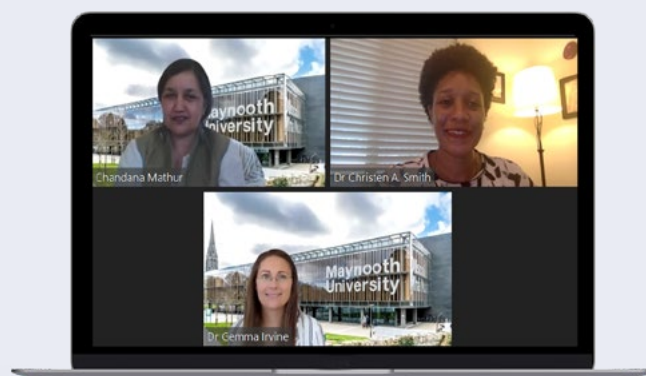 Maynooth
University
Chandana Mathur
Dr Christen A. Smith
Maynooth
University
Dr Gemma Irvine